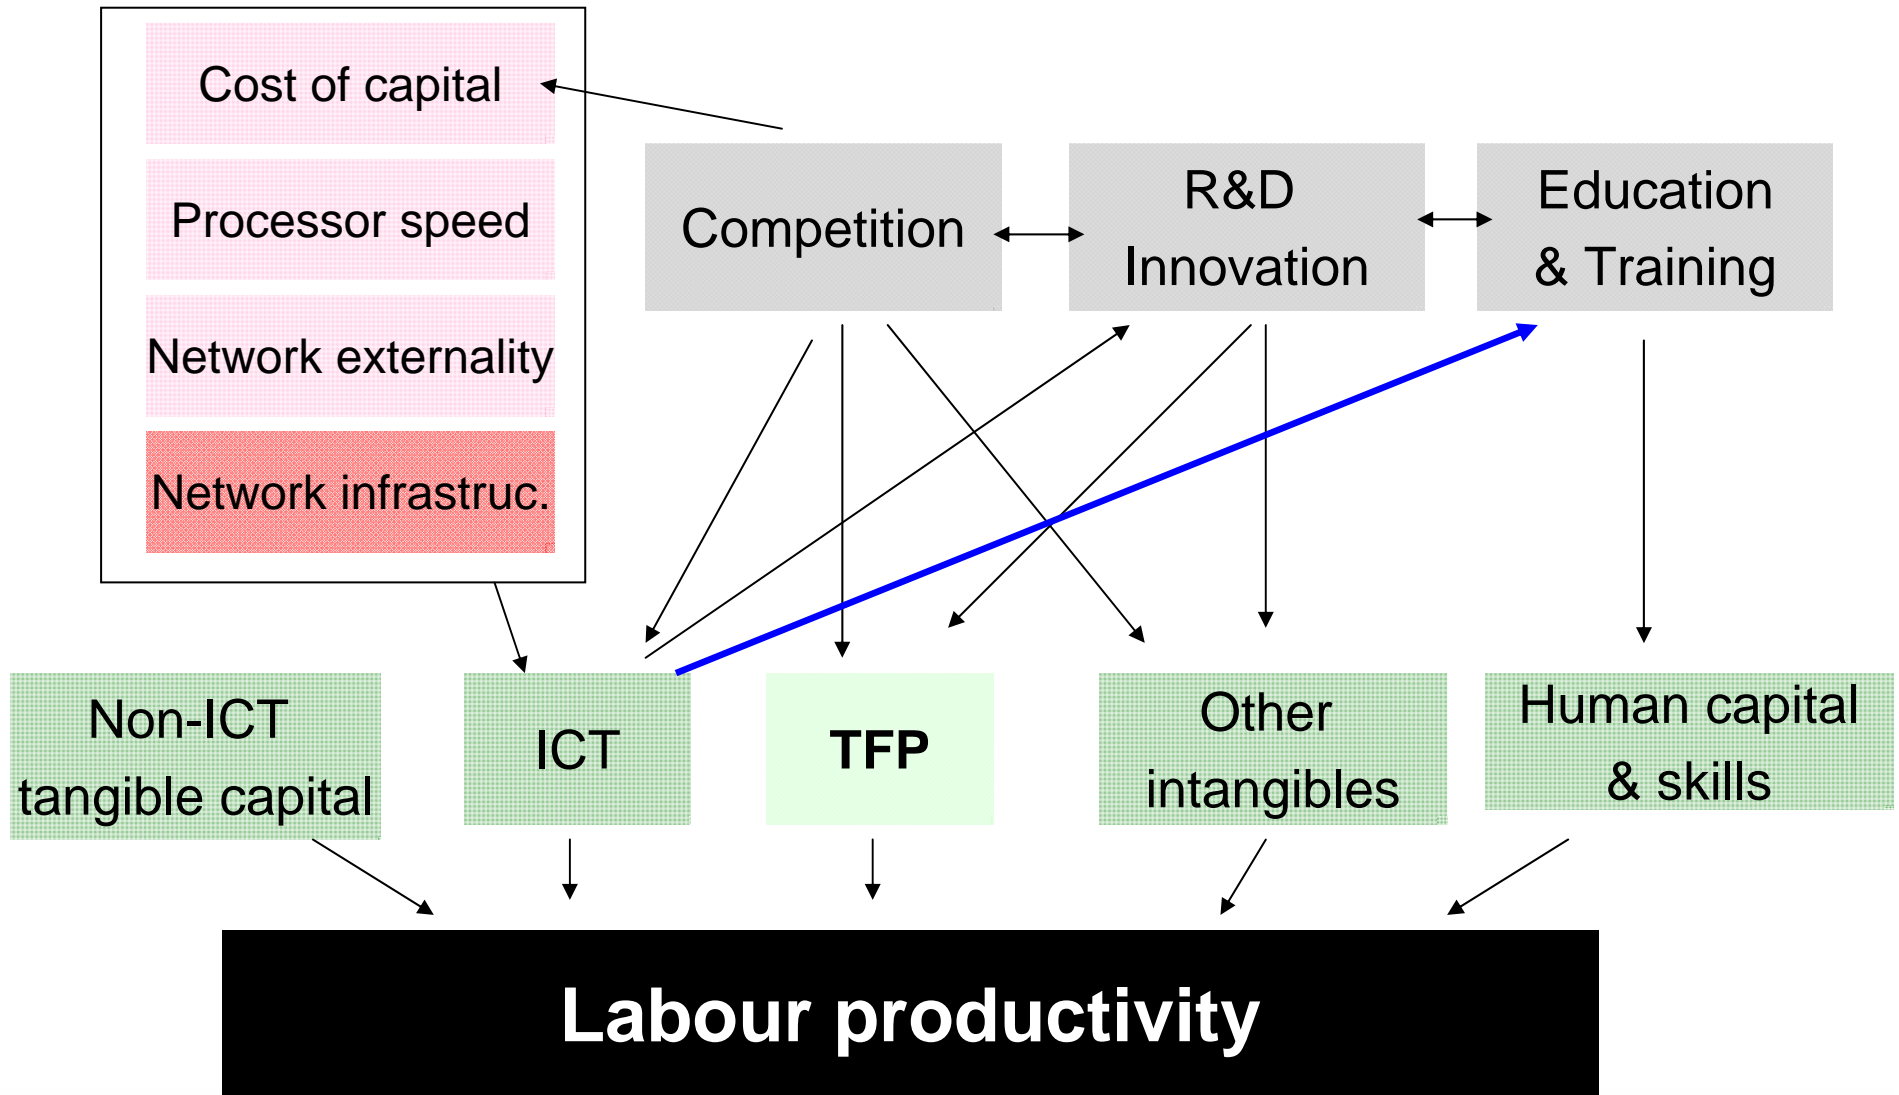 Cost of capital
Processor speed
Network externality
Network infrastruc.
Competition
R&D
Innovation
Education
& Training
Non-ICT
tangible capital
ICT
TFP
Other
intangibles
Human capital
& skills
Labour productivity